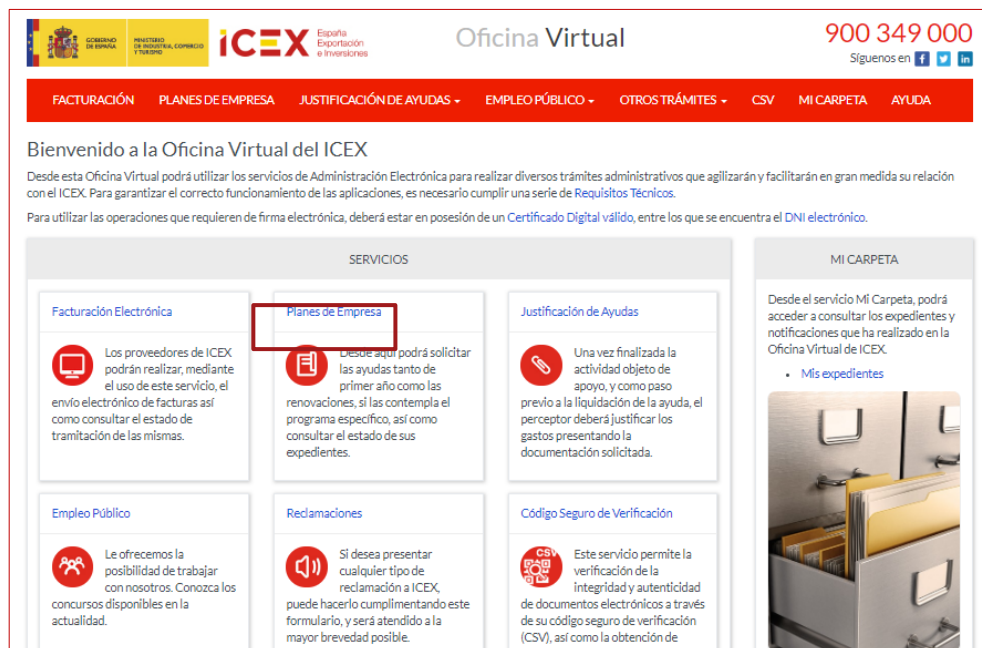 GOBIERNO
DE ESPAÑA
MINISTERIO
DE INDUSTRIA, COMERCIO
Y TURISMO
ICEX
España
Exportación
e Inversiones
Oficina Virtual
900 349 000
Síguenos en
FACTURACIÓN PLANES DE EMPRESA JUSTIFICACIÓN DE AYUDAS EMPLEO PÚBLICO OTROS TRÁMITES CSV MI CARPETA AYUDA
Bienvenido a la Oficina Virtual del ICEX
Desde esta Oficina Virtual podrá utilizar los servicios de Administración Electrónica para realizar diversos trámites administrativos que agilizarán y facilitarán en gran medida su relación
con el ICEX. Para garantizar el correcto funcionamiento de las aplicaciones, es necesario cumplir una serie de Requisitos Técnicos.
Para utilizar las operaciones que requieren de firma electrónica, deberá estar en posesión de un Certificado Digital válido, entre los que se encuentra el DNI electrónico.
SERVICIOS
Facturación Electrónica
Los proveedores de ICEX
podrán realizar, mediante
el uso de este servicio, el
envío electrónico de facturas así
como consultar el estado de
tramitación de las mismas.
Planes de Empresa
Desde aquí podrá solicitar
las ayudas tanto de
primer año como las
renovaciones, si las contempla el
programa específico, así como
consultar el estado de sus
expedientes.
Justificación de Ayudas
Una vez finalizada la
actividad objeto de
apoyo, y como paso
previo a la liquidación de la ayuda, el
perceptor deberá justificar los
gastos presentando la
documentación solicitada.
Empleo Público
Le ofrecemos la
posibilidad de trabajar
con nosotros. Conozca los
concursos disponibles en la
actualidad.
Reclamaciones
Si desea presentar
cualquier tipo de
reclamación a ICEX,
puede hacerlo cumplimentando este
formulario, y será atendido a la
mayor brevedad posible.
Código Seguro de Verificación
CSV
Este servicio permite la
verificación de la
integridad y autenticidad
de documentos electrónicos a través
de su código seguro de verificación
(CSV), así como la obtención de
MI CARPETA
Desde el servicio Mi Carpeta, podrá
acceder a consultar los expedientes y
notificaciones que ha realizado en la
Oficina Virtual de ICEX.
Mis expedientes